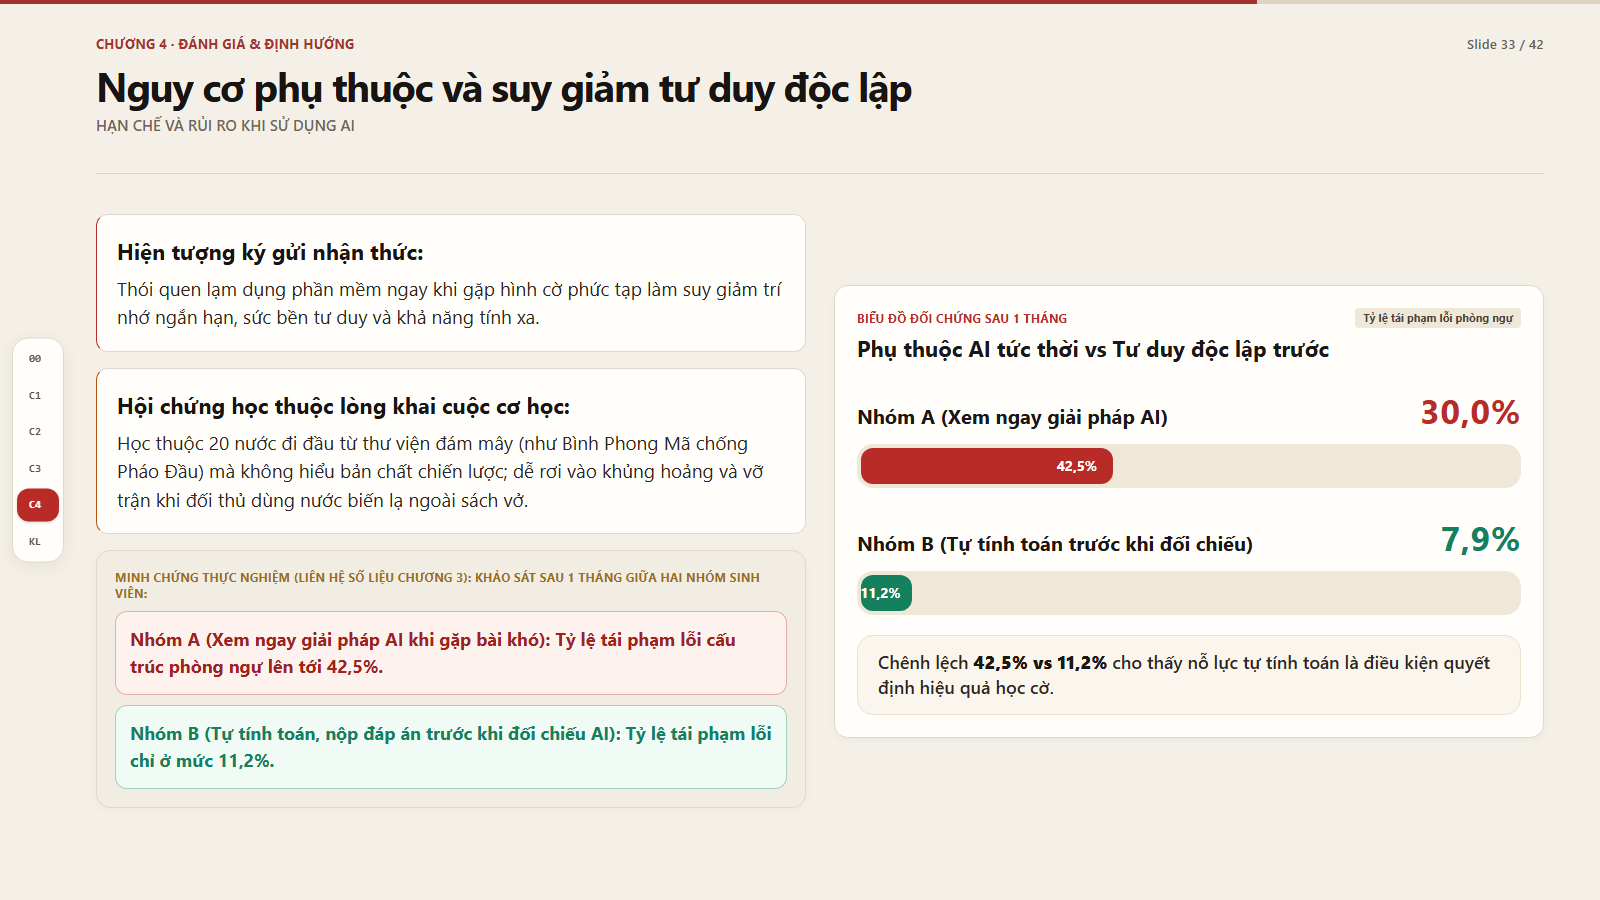 CHƯƠNG 4 · ĐÁNH GIÁ & ĐỊNH HƯỚNG
Slide 33 / 42
Nguy cơ phụ thuộc và suy giảm tư duy độc lập
HẠN CHẾ VÀ RỦI RO KHI SỬ DỤNG AI
00
C1
C2
C3
C4
KL
Hiện tượng ký gửi nhận thức:
Thói quen lạm dụng phần mềm ngay khi gặp hình cờ phức tạp làm suy giảm trí
nhớ ngắn hạn, sức bền tư duy và khả năng tính xa.
Hội chứng học thuộc lòng khai cuộc cơ học:
Học thuộc 20 nước đi đầu từ thư viện đám mây (như Bình Phong Mã chống
Pháo Đầu) mà không hiểu bản chất chiến lược; dễ rơi vào khủng hoảng và vỡ
trận khi đối thủ dùng nước biến lạ ngoài sách vở.
MINH CHỨNG THỰC NGHIỆM (LIÊN HỆ SỐ LIỆU CHƯƠNG 3): KHẢO SÁT SAU 1 THÁNG GIỮA HAI NHÓM SINH
VIÊN:
Nhóm A (Xem ngay giải pháp AI khi gặp bài khó): Tỷ lệ tái phạm lỗi cấu
trúc phòng ngự lên tới 42,5%.
Nhóm B (Tự tính toán, nộp đáp án trước khi đối chiếu AI): Tỷ lệ tái phạm lỗi
chỉ ở mức 11,2%.
BIỂU ĐỒ ĐỐI CHỨNG SAU 1 THÁNG
Tỷ lệ tái phạm lỗi phòng ngự
Phụ thuộc AI tức thời vs Tư duy độc lập trước
Nhóm A (Xem ngay giải pháp AI)
30,0%
42,5%
Nhóm B (Tự tính toán trước khi đối chiếu)
7,9%
11,2%
Chênh lệch 42,5% vs 11,2% cho thấy nỗ lực tự tính toán là điều kiện quyết
định hiệu quả học cờ.